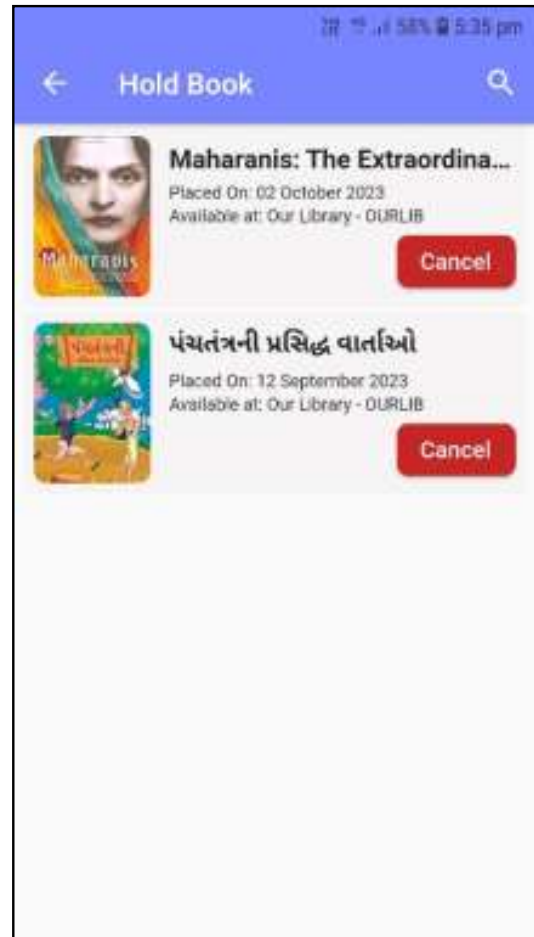 58% 5:35 pm
Hold Book
Maharanis: The Extraordina...
Placed On: 02 October 2023
Available at: Our Library - OURLIB
Maharanis
Cancel
પંચતંત્રની પ્રસિદ્ધ વાર્તાઓ
Placed On: 12 September 2023
Available at: Our Library - OURLIB
Cancel